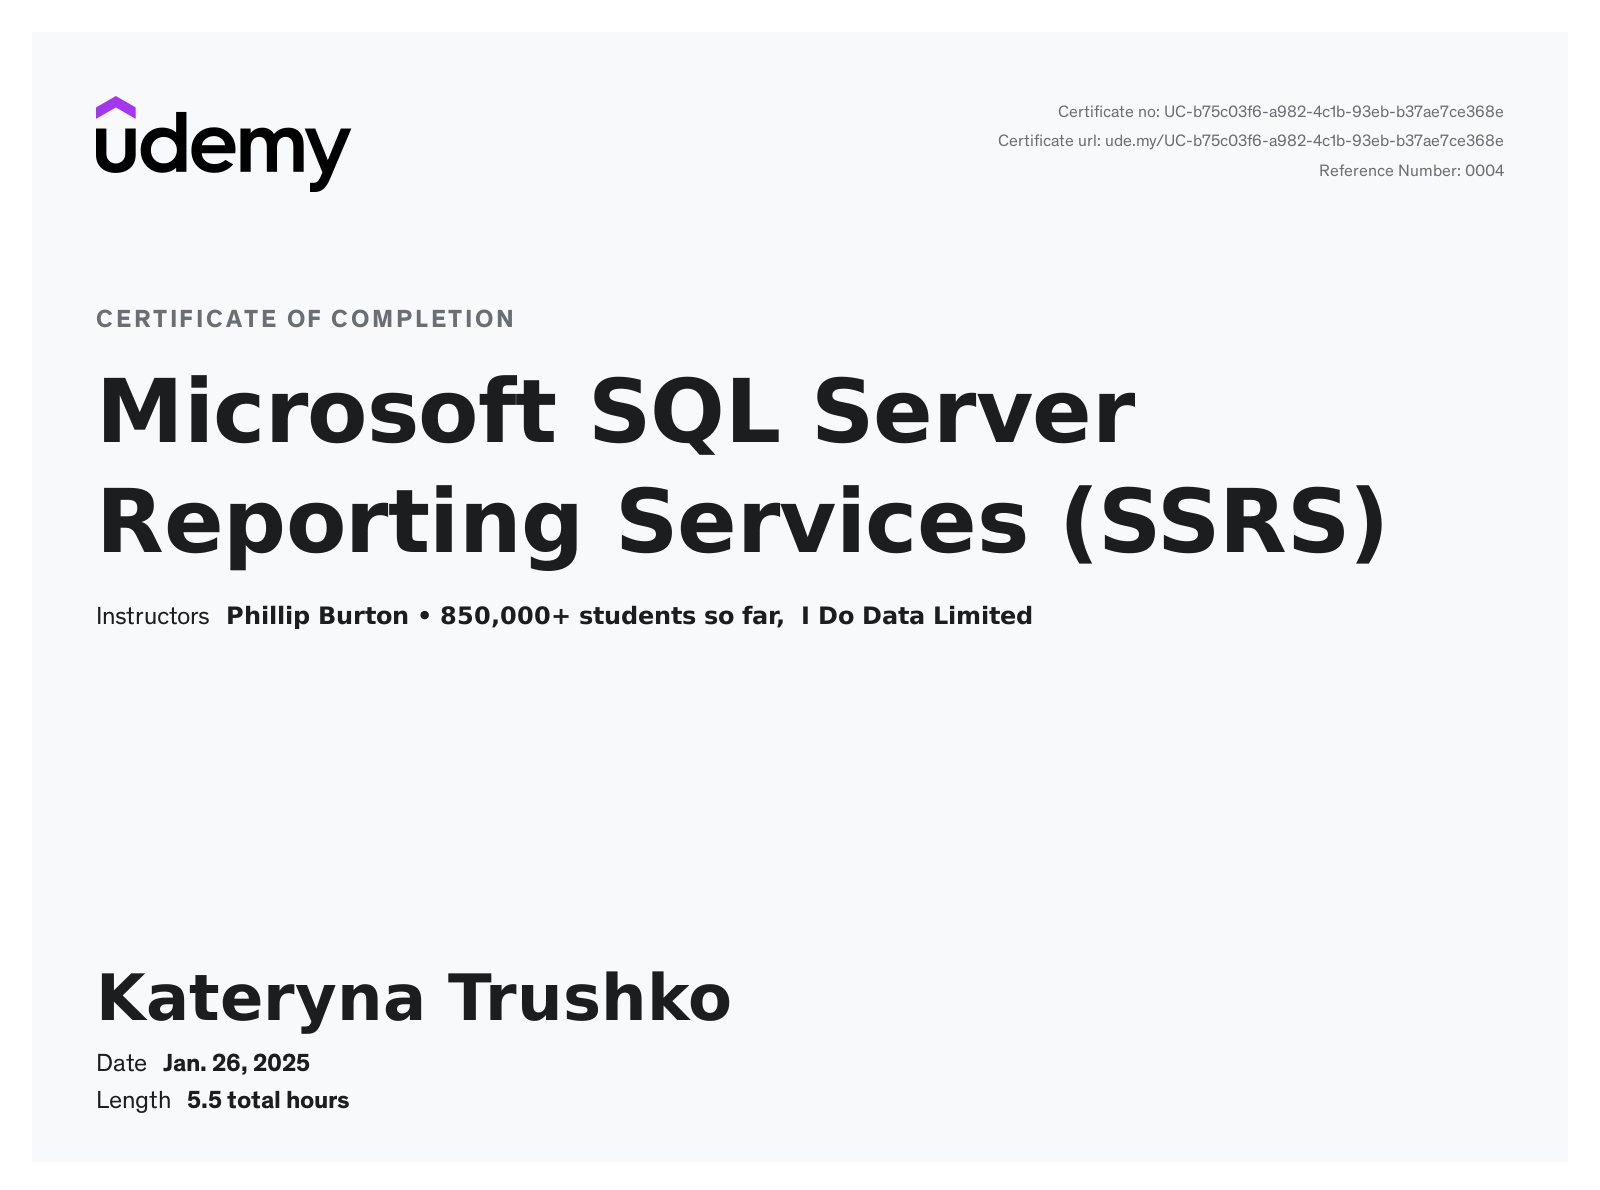 udemy
Certificate no: UC-b75c03f6-a982-4c1b-93eb-b37ae7ce368e
Certificate url: ude.my/UC-b75c03f6-a982-4c1b-93eb-b37ae7ce368e
Reference Number: 0004
CERTIFICATE OF COMPLETION
Microsoft SQL Server
Reporting Services (SSRS)
Instructors Phillip Burton • 850,000+ students so far, I Do Data Limited
Kateryna Trushko
Date Jan. 26, 2025
Length 5.5 total hours